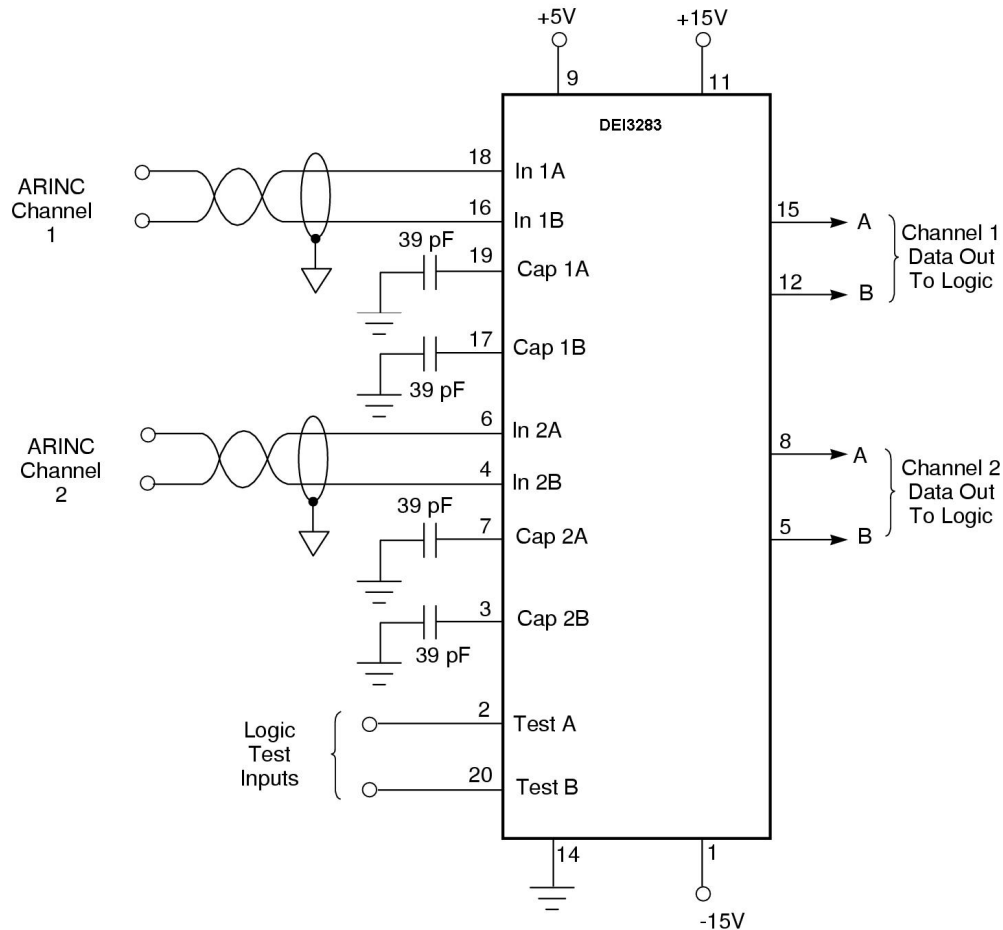 +5V
+15V
9
11
DEI3283
ARINC
Channel
1
18
In 1A
16
In 1B
39 pF
19
Cap 1A
17
Cap 1B
39 pF
15
A
12
B
Channel 1
Data Out
To Logic
ARINC
Channel
2
6
In 2A
4
In 2B
39 pF
7
Cap 2A
3
Cap 2B
39 pF
8
A
5
B
Channel 2
Data Out
To Logic
Logic
Test
Inputs
2
Test A
20
Test B
14
1
-15V